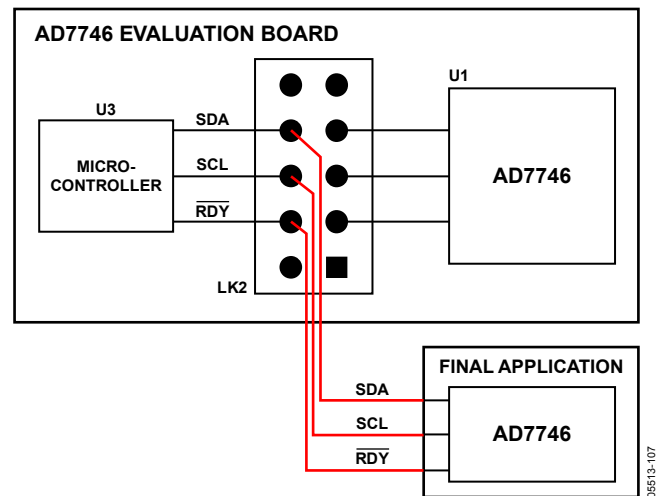 AD7746 EVALUATION BOARD
U3
MICRO-
CONTROLLER
SDA
SCL
RDY
LK2
U1
AD7746
FINAL APPLICATION
SDA
SCL
RDY
AD7746
05513-107